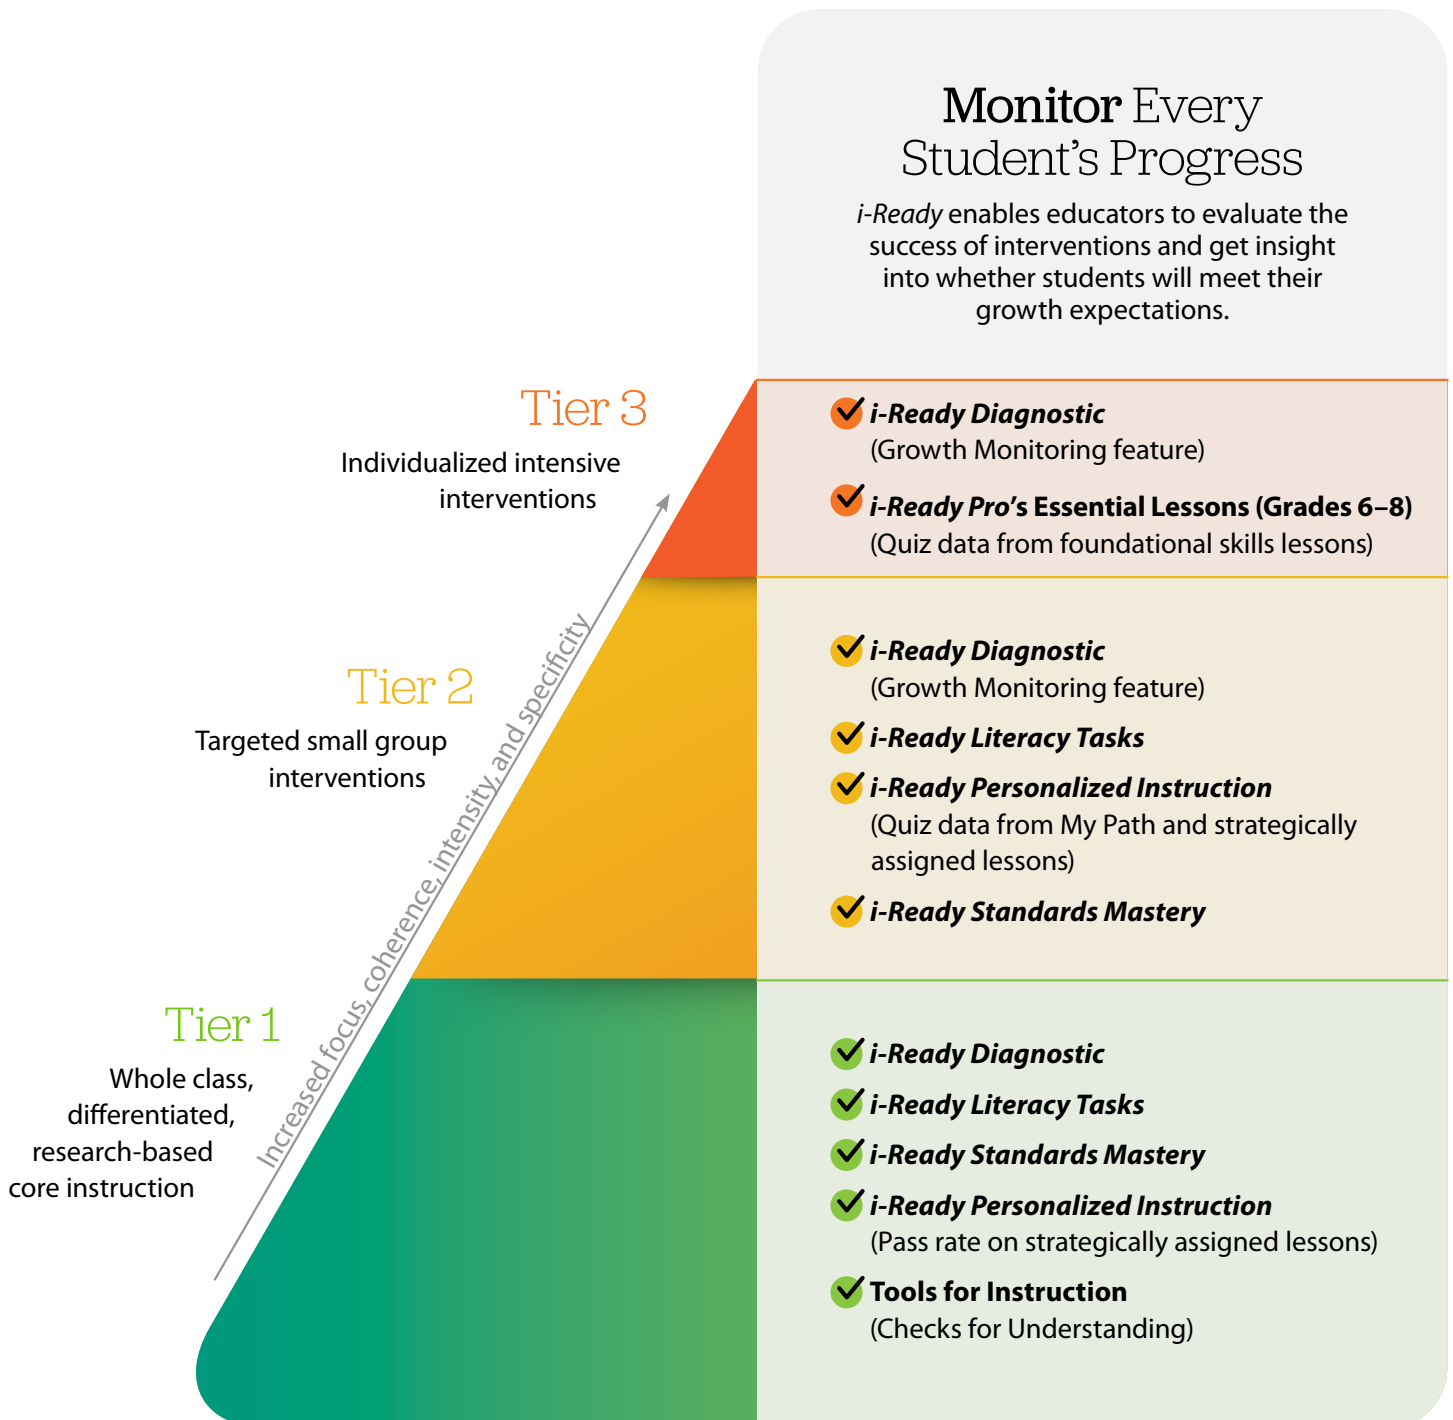 Monitor Every
Student’s Progress
i-Ready enables educators to evaluate the
success of interventions and get insight
into whether students will meet their
growth expectations.
Tier 3
Individualized intensive
interventions
i-Ready Diagnostic
(Growth Monitoring feature)
i-Ready Pro’s Essential Lessons (Grades 6–8)
(Quiz data from foundational skills lessons)
Tier 2
Targeted small group
interventions
i-Ready Diagnostic
(Growth Monitoring feature)
i-Ready Literacy Tasks
i-Ready Personalized Instruction
(Quiz data from My Path and strategically
assigned lessons)
i-Ready Standards Mastery
Tier 1
Whole class,
differentiated,
research-based
core instruction
Increased focus, coherence, intensity, and specificity
i-Ready Diagnostic
i-Ready Literacy Tasks
i-Ready Standards Mastery
i-Ready Personalized Instruction
(Pass rate on strategically assigned lessons)
Tools for Instruction
(Checks for Understanding)